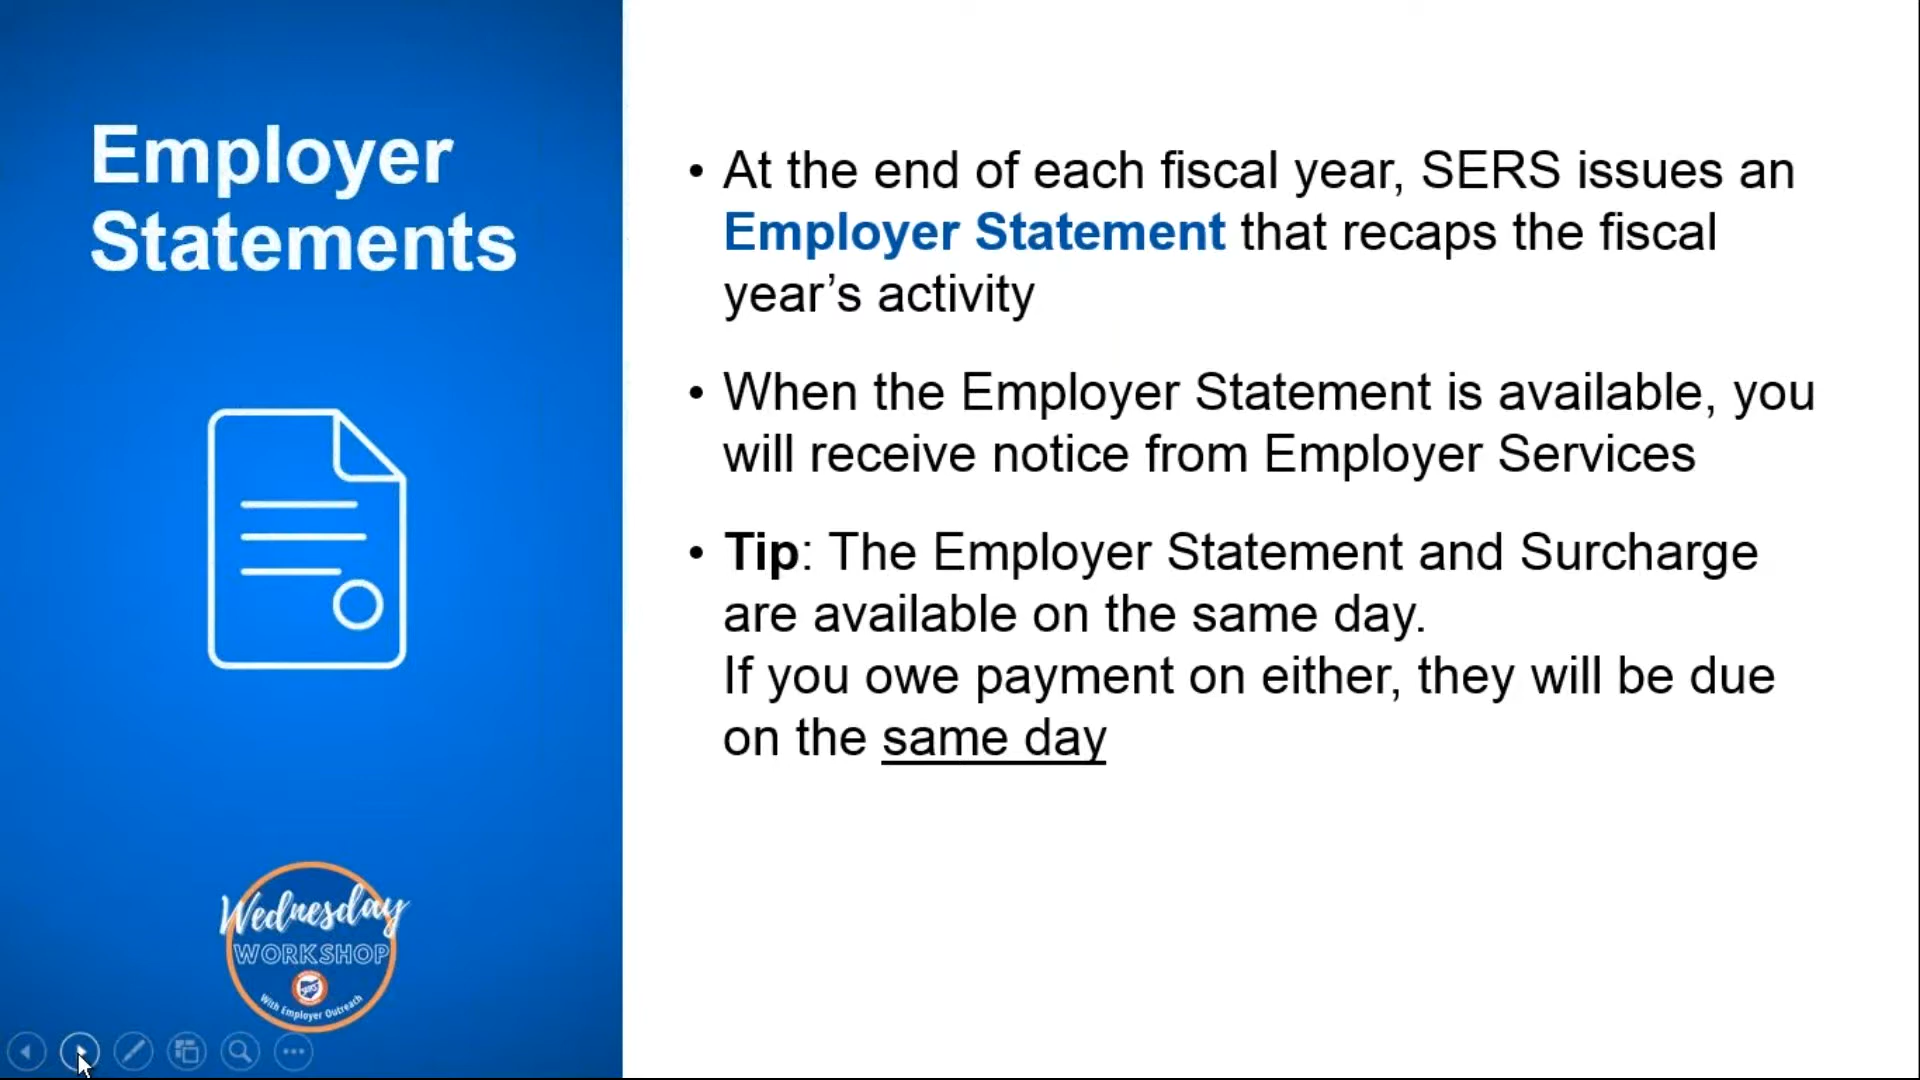 Employer
Statements
• At the end of each fiscal year, SERS issues an
Employer Statement that recaps the fiscal
year’s activity
• When the Employer Statement is available, you
will receive notice from Employer Services
• Tip: The Employer Statement and Surcharge
are available on the same day.
If you owe payment on either, they will be due
on the same day
Wednesday
WORKSHOP
With Employer Outreach